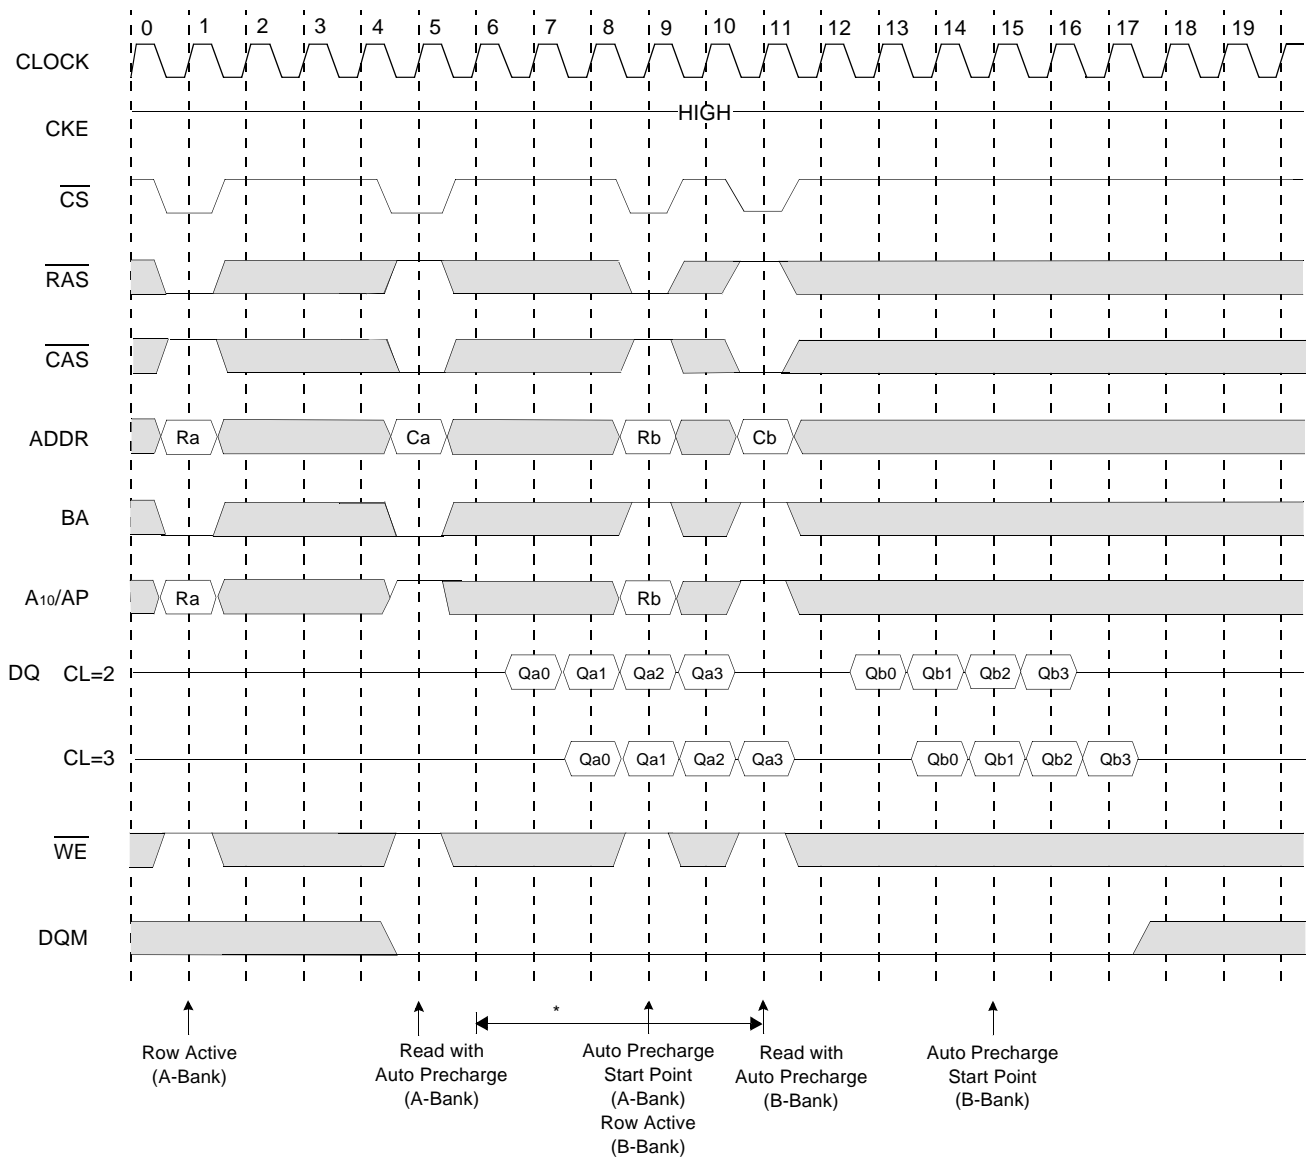 0 1 2 3 4 5 6 7 8 9 10 11 12 13 14 15 16 17 18 19
CLOCK
HIGH
CKE
CS
RAS
CAS
ADDR Ra Ca Rb Cb
BA
A10/AP Ra Rb
DQ CL=2 Qa0 Qa1 Qa2 Qa3 Qb0 Qb1 Qb2 Qb3
CL=3 Qa0 Qa1 Qa2 Qa3 Qb0 Qb1 Qb2 Qb3
WE
DQM
*
Row Active
(A-Bank)
Read with
Auto Precharge
(A-Bank)
Auto Precharge
Start Point
(A-Bank)
Row Active
(B-Bank)
Read with
Auto Precharge
(B-Bank)
Auto Precharge
Start Point
(B-Bank)